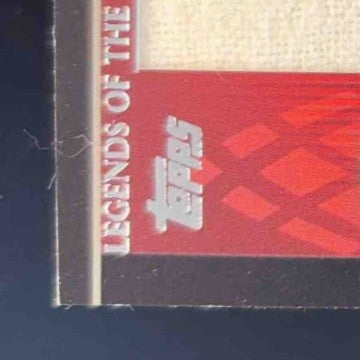 LEGENDS OF THE
topps